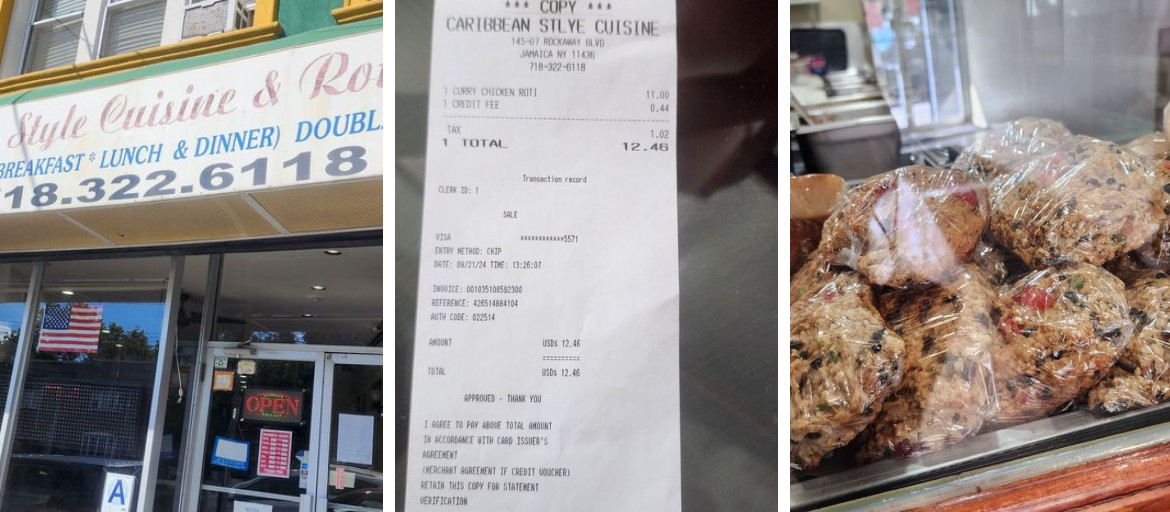 Style Cuisine & Ro
BREAKFAST * LUNCH & DINNER) DOUBL
718.322.6118
OPEN
A
*** COPY ***
CARIBBEAN STLYE CUISINE
145-07 ROCKAWAY BLVD
JAMAICA NY 11436
718-322-6118
1 CURRY CHICKEN ROTI 11.00
1 CREDIT FEE 0.44
TAX 1.02
1 TOTAL 12.46
Transaction record
CLERK ID: 1
SALE
VISA xxxxxxxxxxxx5571
ENTRY METHOD: CHIP
DATE: 09/21/24 TIME: 13:26:07
INVOICE: 001035108592300
REFERENCE: 426514864104
AUTH CODE: 022514
AMOUNT USD$ 12.46
==========
TOTAL USD$ 12.46
APPROVED - THANK YOU
I AGREE TO PAY ABOVE TOTAL AMOUNT
IN ACCORDANCE WITH CARD ISSUER'S
AGREEMENT
(MERCHANT AGREEMENT IF CREDIT VOUCHER)
RETAIN THIS COPY FOR STATEMENT
VERIFICATION